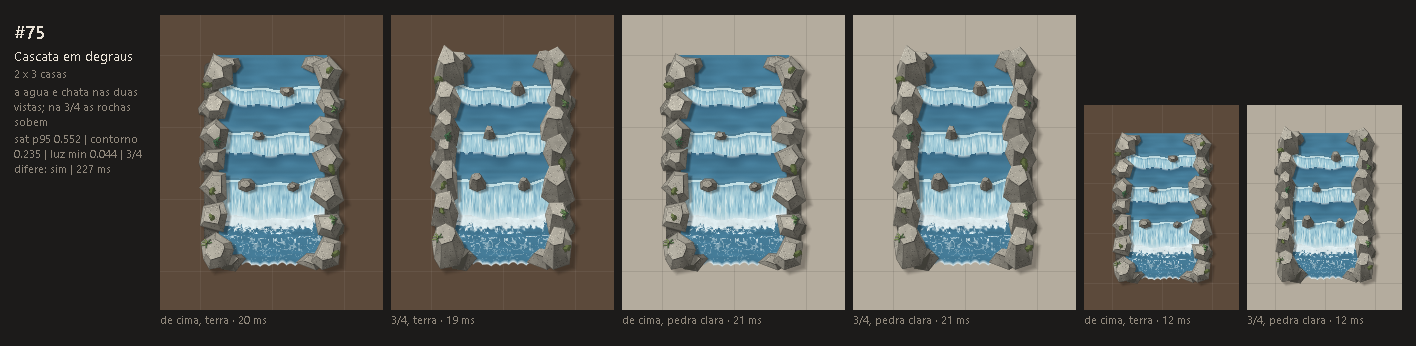 #75
Cascata em degraus
2 x 3 casas
a agua e chata nas duas
vistas; na 3/4 as rochas
sobem
sat p95 0.552 | contorno
0.235 | luz min 0.044 | 3/4
difere: sim | 227 ms
de cima, terra · 20 ms
3/4, terra · 19 ms
de cima, pedra clara · 21 ms
3/4, pedra clara · 21 ms
de cima, terra · 12 ms
3/4, pedra clara · 12 ms